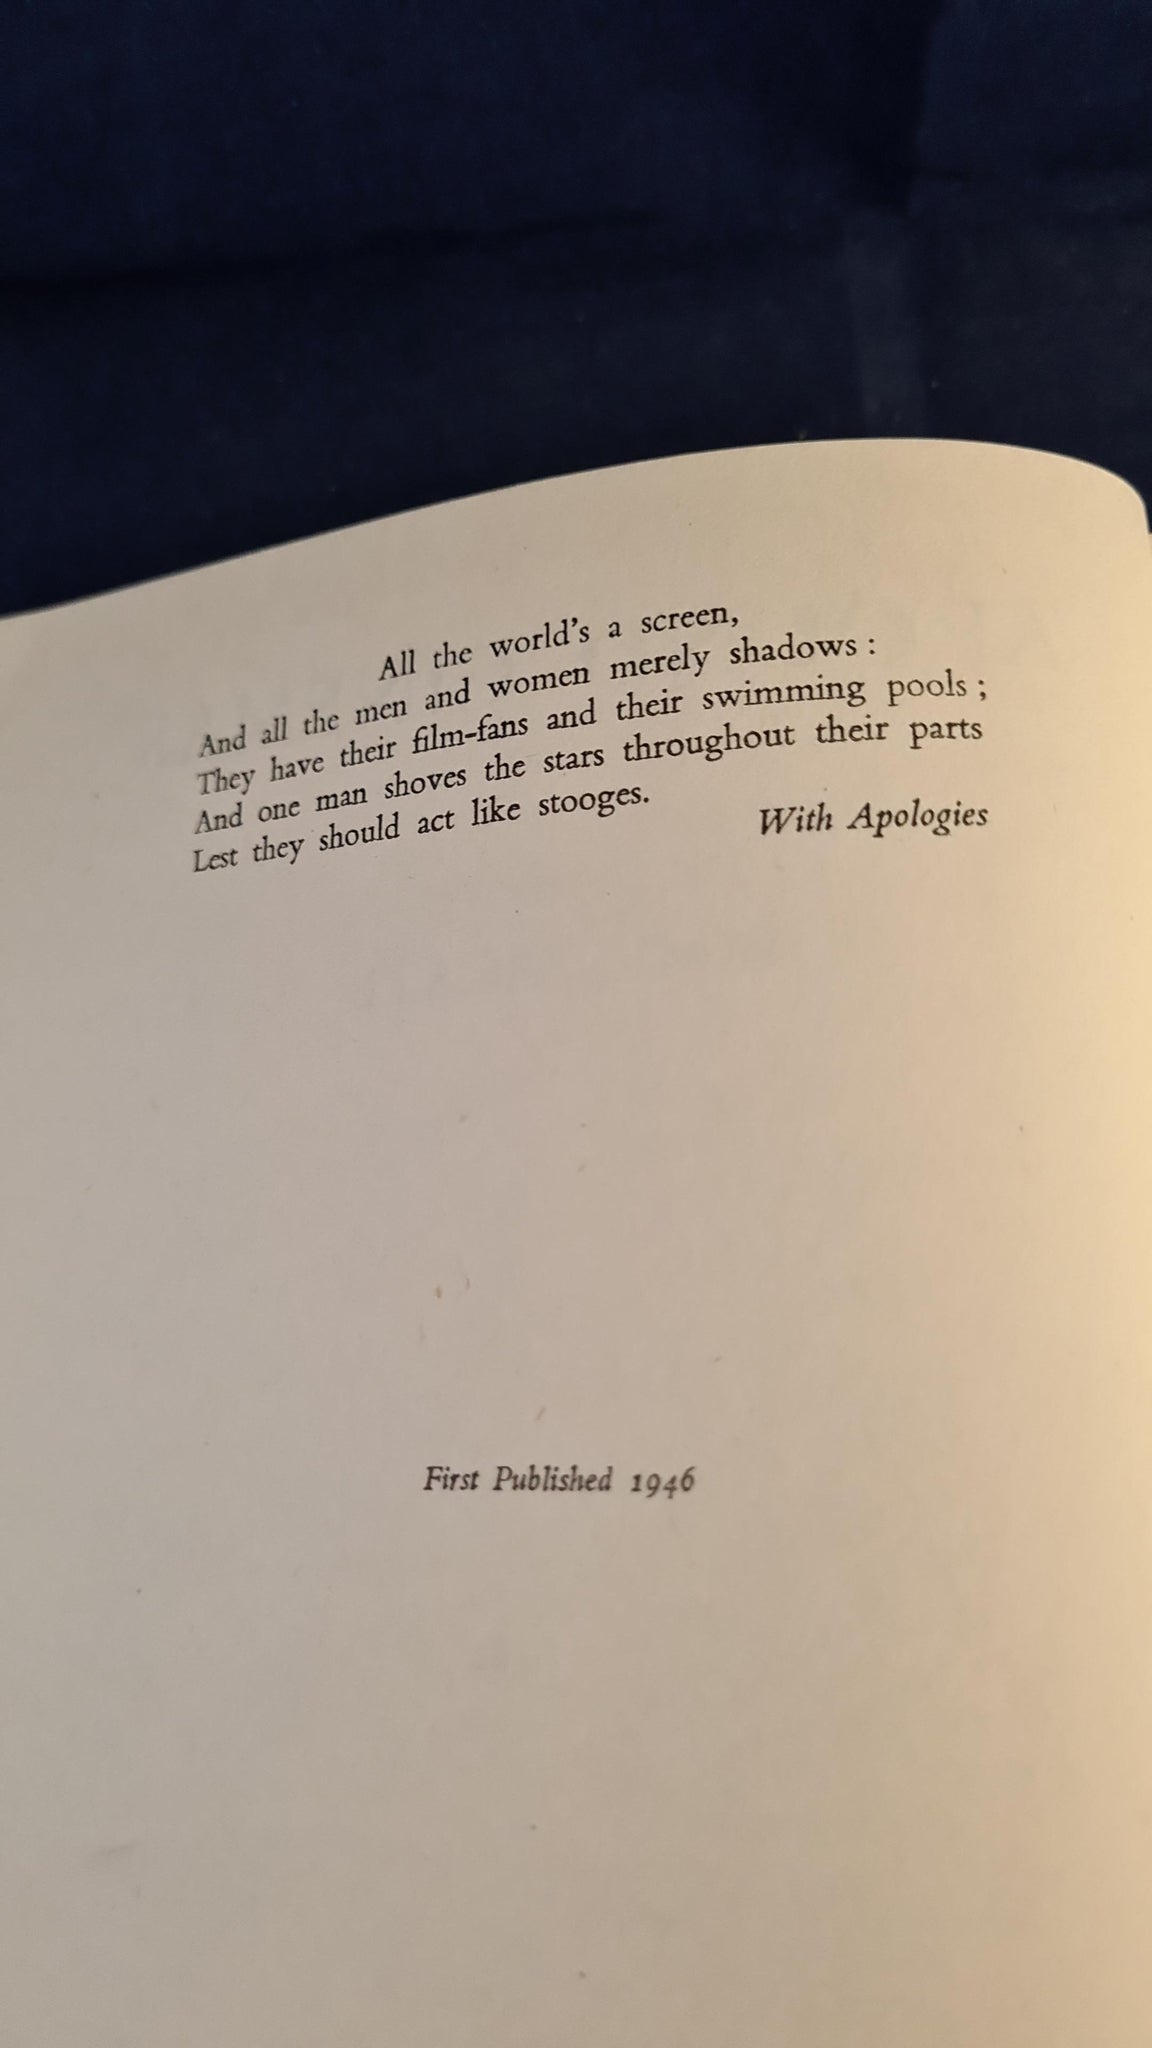 All the world's a screen,
And all the men and women merely shadows :
They have their film-fans and their swimming pools ;
And one man shoves the stars throughout their parts
Lest they should act like stooges.
With Apologies
First Published 1946